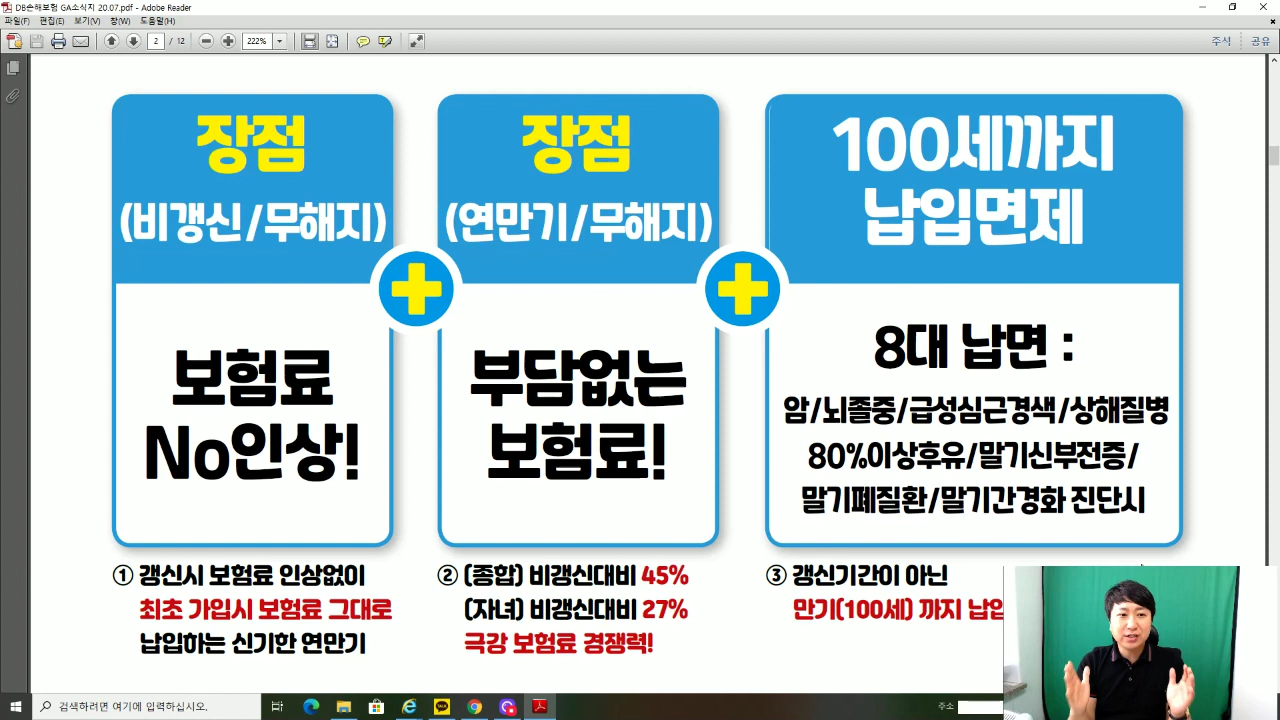 DB손해보험 GA소식지 20.07.pdf - Adobe Reader
파일(F) 편집(E) 보기(V) 창(W) 도움말(H)
2 / 12 222% 주석 공유
장점
(비갱신/무해지)
보험료
No인상!
① 갱신시 보험료 인상없이
최초 가입시 보험료 그대로
납입하는 신기한 연만기
장점
(연만기/무해지)
부담없는
보험료!
② (종합) 비갱신대비 45%
(자녀) 비갱신대비 27%
극강 보험료 경쟁력!
100세까지
납입면제
8대 납면 :
암/뇌졸중/급성심근경색/상해질병
80%이상후유/말기신부전증/
말기폐질환/말기간경화 진단시
③ 갱신기간이 아닌
만기(100세) 까지 납입
검색하려면 여기에 입력하십시오.
TALK
주소